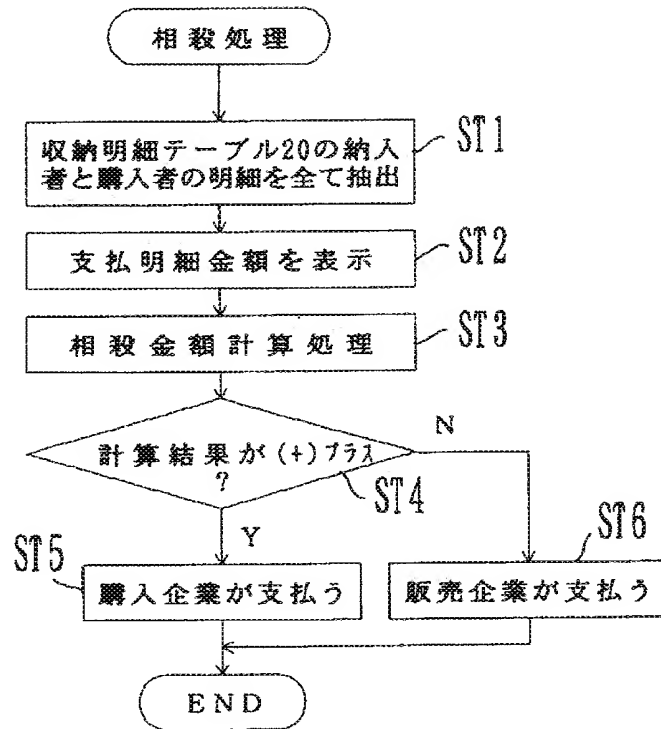 相殺処理
収納明細テーブル20の納入
者と購入者の明細を全て抽出
ST1
支払明細金額を表示
ST2
相殺金額計算処理
ST3
計算結果が(+)プラス
?
N
ST4
Y
ST5
購入企業が支払う
ST6
販売企業が支払う
END